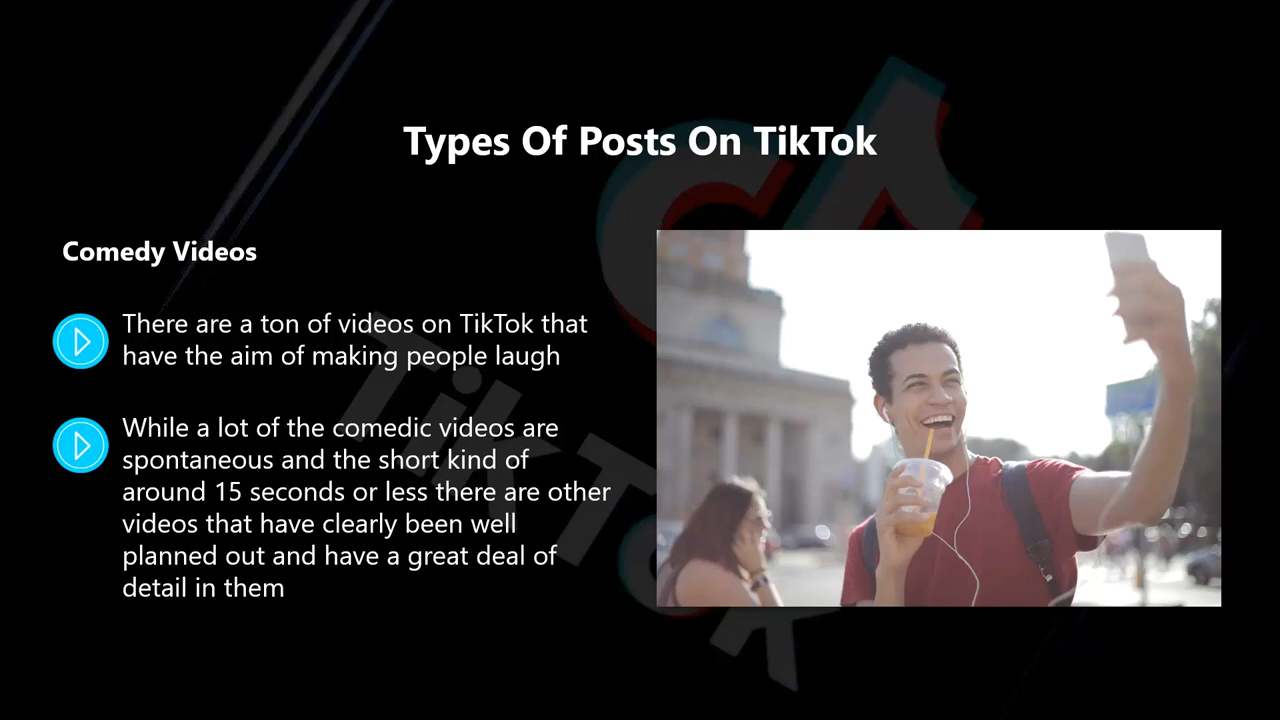 Types Of Posts On TikTok
Comedy Videos
There are a ton of videos on TikTok that
have the aim of making people laugh
While a lot of the comedic videos are
spontaneous and the short kind of
around 15 seconds or less there are other
videos that have clearly been well
planned out and have a great deal of
detail in them
TikTok